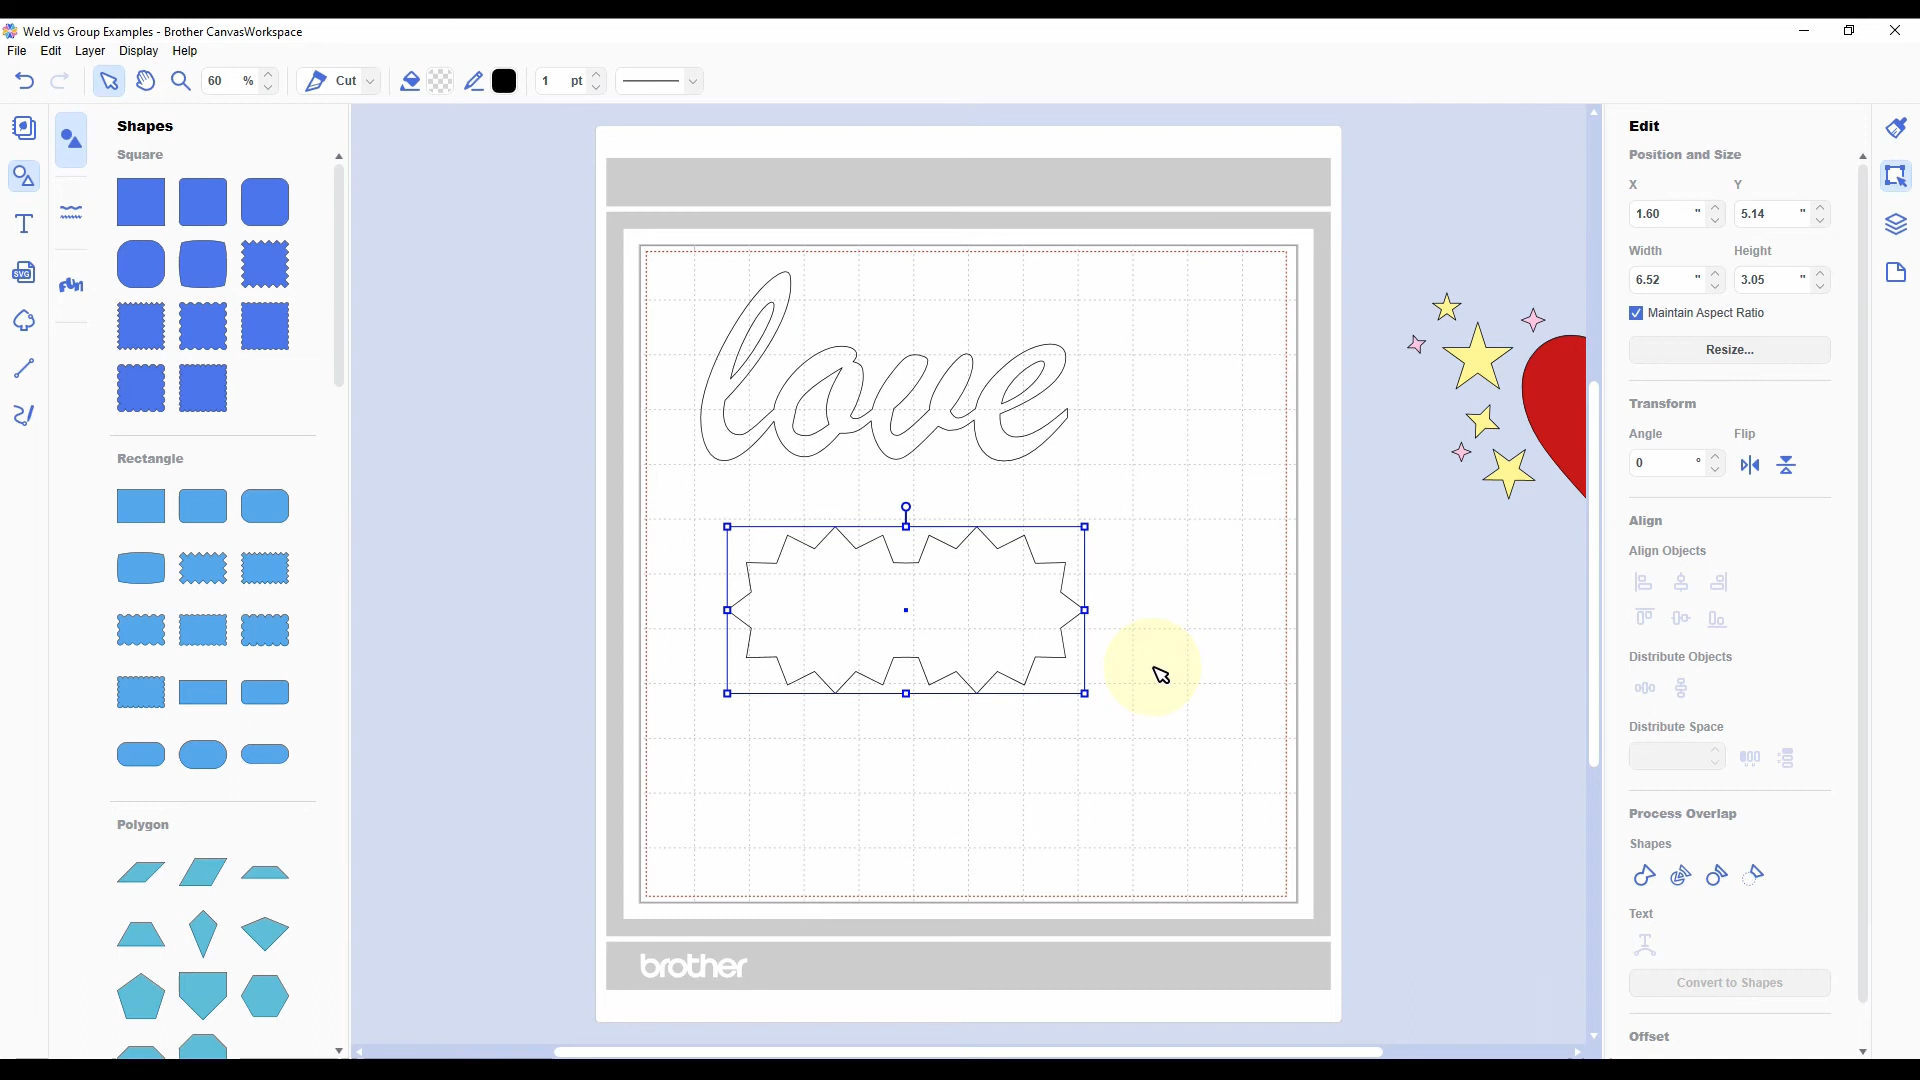 Weld vs Group Examples - Brother CanvasWorkspace
File Edit Layer Display Help
60 % Cut 1 pt
Shapes
Square
SVG
fun
Rectangle
Polygon
love
brother
Edit
Position and Size
X Y
1.60 " 5.14 "
Width Height
6.52 " 3.05 "
Maintain Aspect Ratio
Resize...
Transform
Angle Flip
0 °
Align
Align Objects
Distribute Objects
Distribute Space
Process Overlap
Shapes
Text
Convert to Shapes
Offset